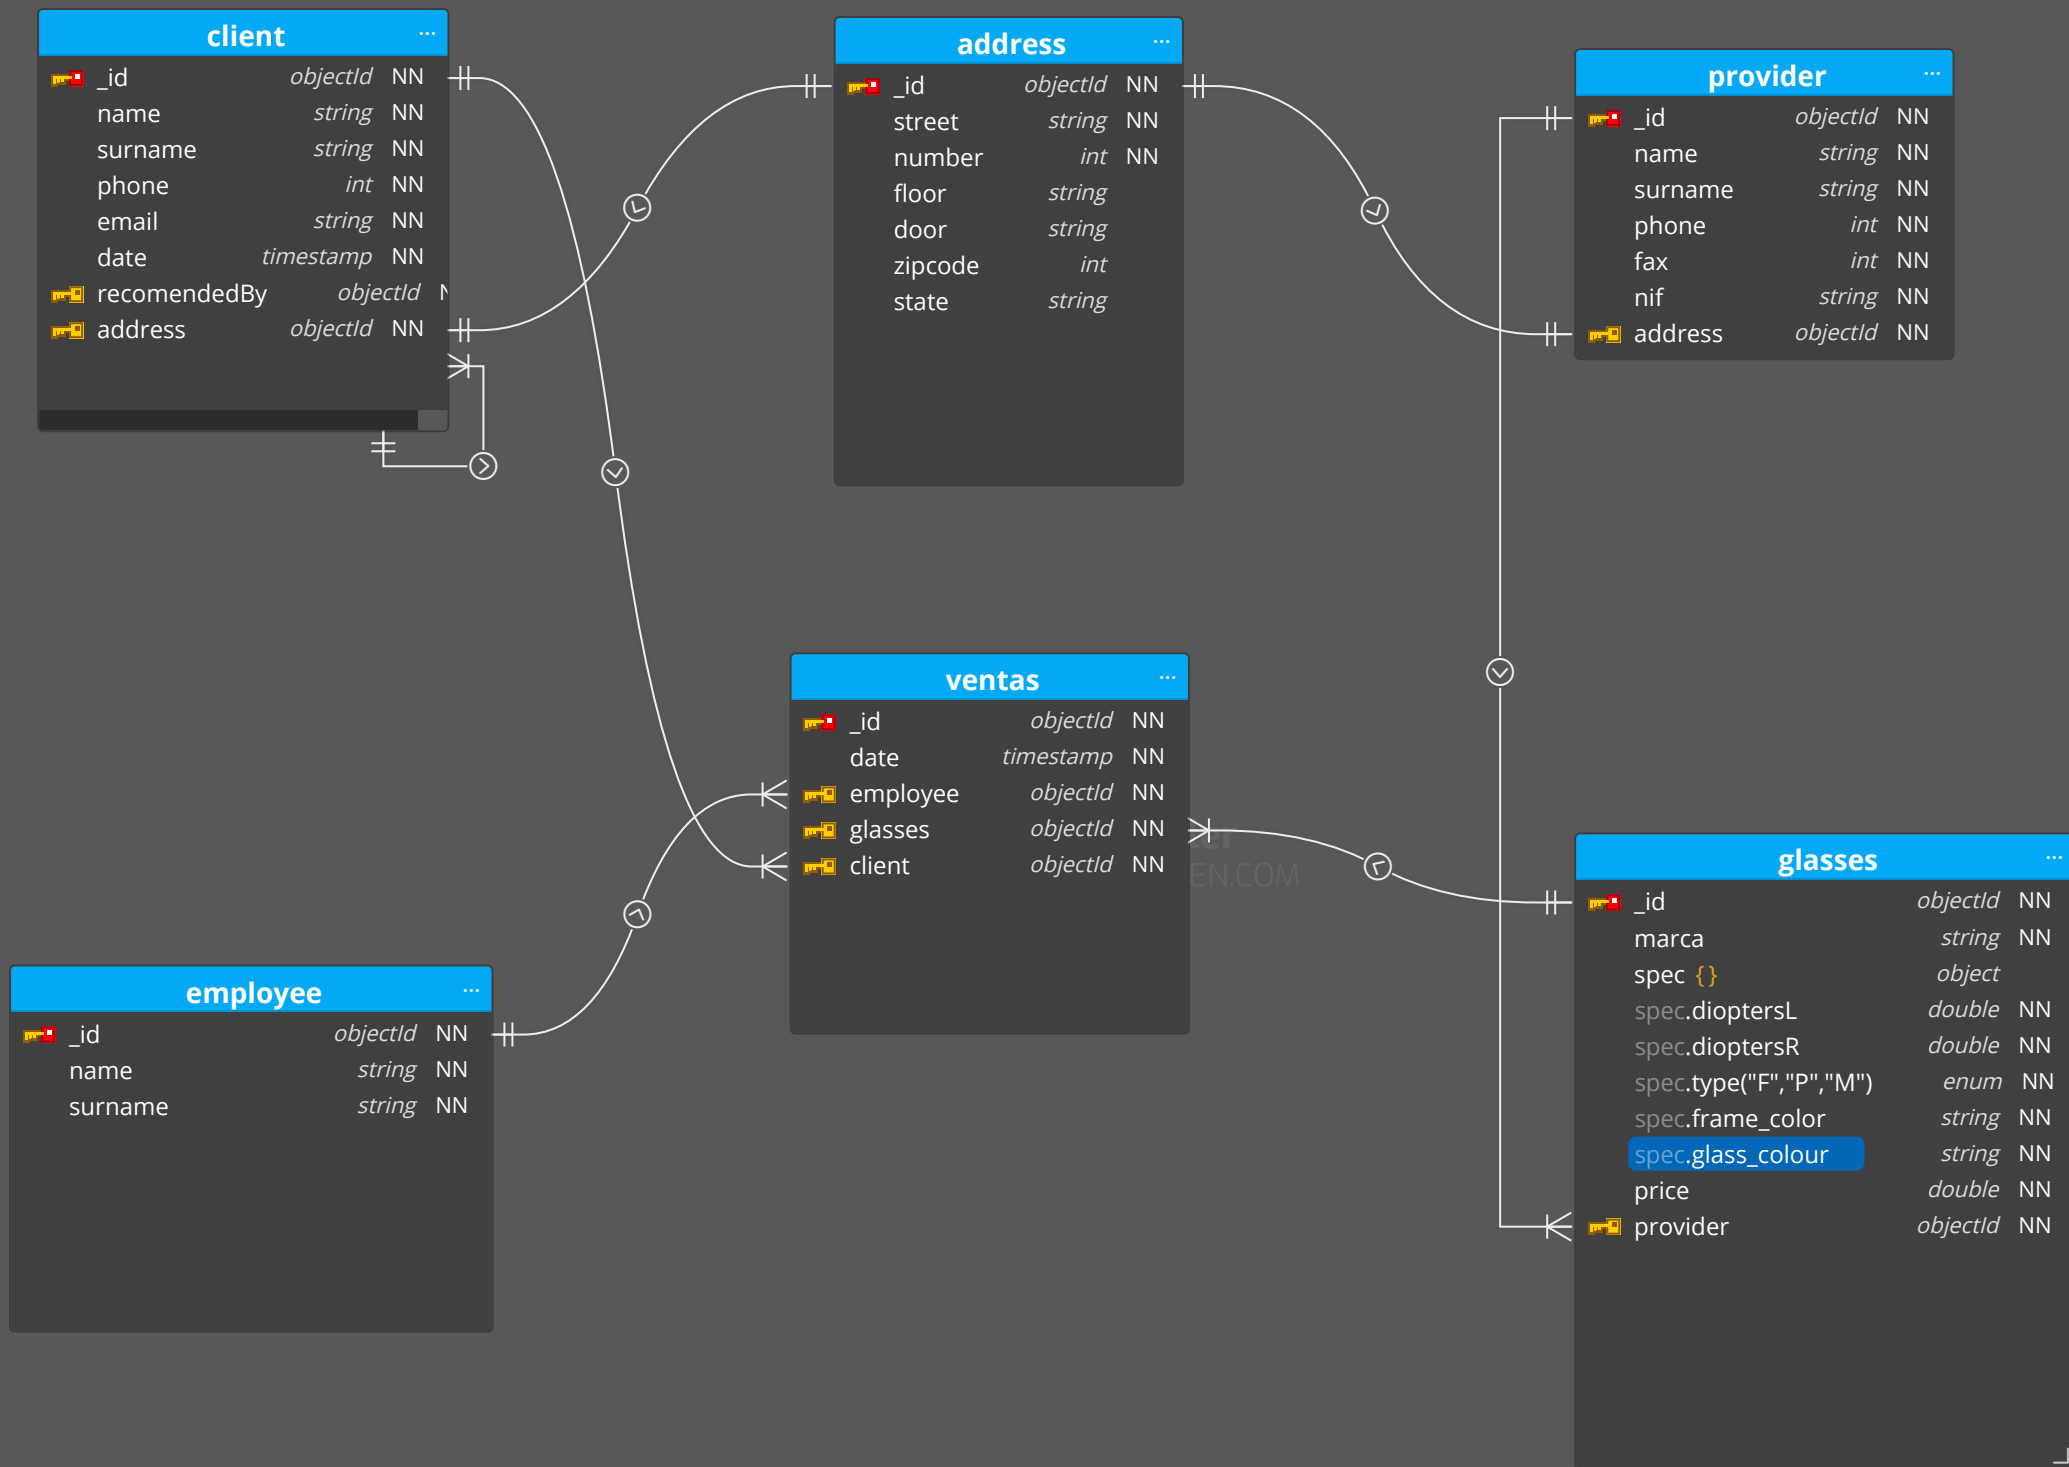 client ...
_id objectId NN
name string NN
surname string NN
phone int NN
email string NN
date timestamp NN
recomendedBy objectId
address objectId NN
address ...
_id objectId NN
street string NN
number int NN
floor string
door string
zipcode int
state string
provider ...
_id objectId NN
name string NN
surname string NN
phone int NN
fax int NN
nif string NN
address objectId NN
ventas ...
_id objectId NN
date timestamp NN
employee objectId NN
glasses objectId NN
client objectId NN
EN.COM
employee ...
_id objectId NN
name string NN
surname string NN
glasses ...
_id objectId NN
marca string NN
spec {} object
spec.dioptersL double NN
spec.dioptersR double NN
spec.type("F","P","M") enum NN
spec.frame_color string NN
spec.glass_colour string NN
price double NN
provider objectId NN